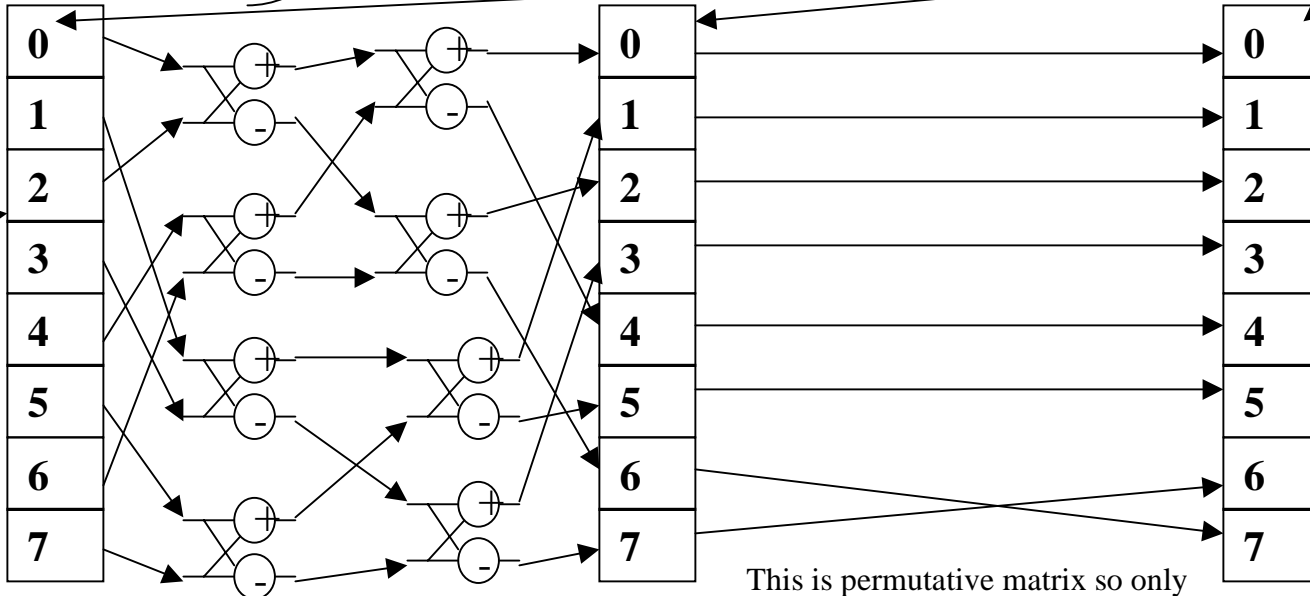 0 + + 0 0
- -
1 1 1
2 2 2
+ +
3 - - 3 3
4 4 4
+ +
5 - - 5 5
6 6 6
+ +
7 - - 7 7
This is permutative matrix so only